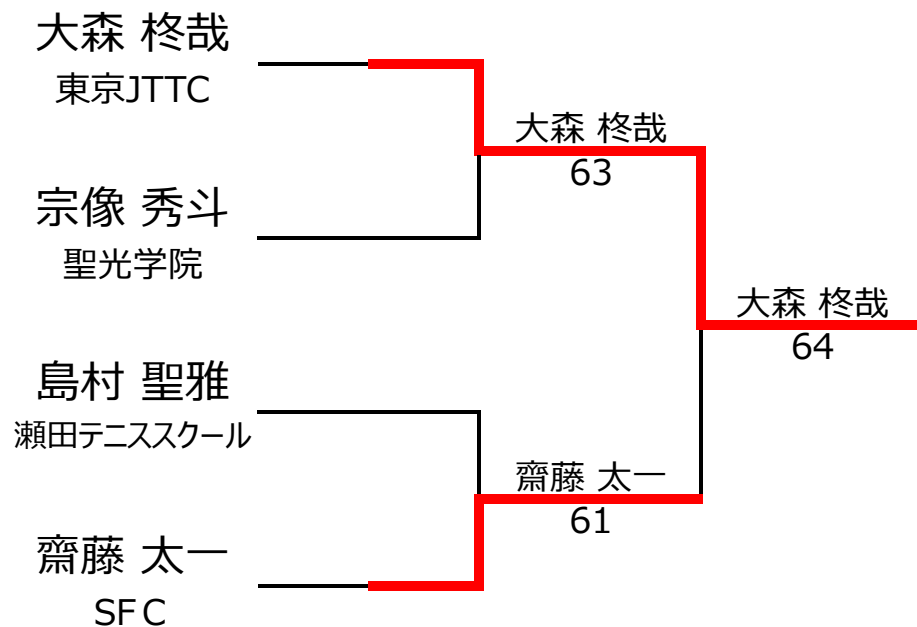 大森 柊哉
東京JTTC
大森 柊哉
63
宗像 秀斗
聖光学院
大森 柊哉
64
島村 聖雅
瀬田テニススクール
齋藤 太一
61
齋藤 太一
SFC